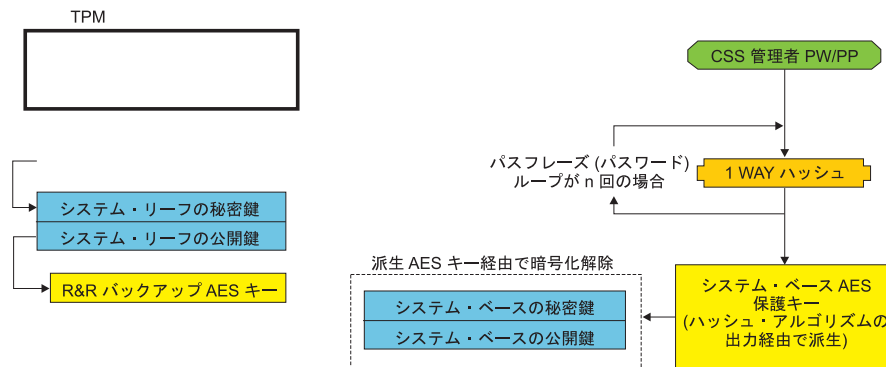 TPM
CSS 管理者 PW/PP
パスフレーズ (パスワード)
ループが n 回の場合
1 WAY ハッシュ
システム・リーフの秘密鍵
システム・リーフの公開鍵
R&R バックアップ AES キー
派生 AES キー経由で暗号化解除
システム・ベースの秘密鍵
システム・ベースの公開鍵
システム・ベース AES
保護キー
(ハッシュ・アルゴリズムの
出力経由で派生)